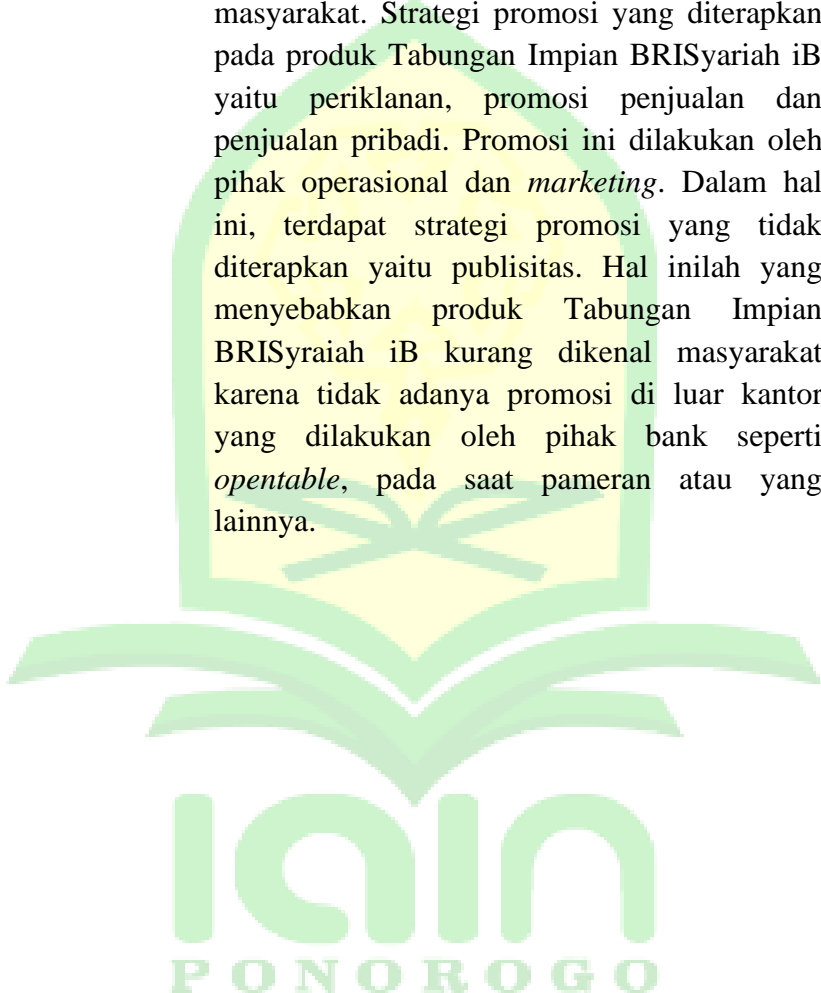 masyarakat. Strategi promosi yang diterapkan
pada produk Tabungan Impian BRISyariah iB
yaitu periklanan, promosi penjualan dan
penjualan pribadi. Promosi ini dilakukan oleh
pihak operasional dan marketing. Dalam hal
ini, terdapat strategi promosi yang tidak
diterapkan yaitu publisitas. Hal inilah yang
menyebabkan produk Tabungan Impian
BRISyraiah iB kurang dikenal masyarakat
karena tidak adanya promosi di luar kantor
yang dilakukan oleh pihak bank seperti
opentable, pada saat pameran atau yang
lainnya.
iain
PONOROGO